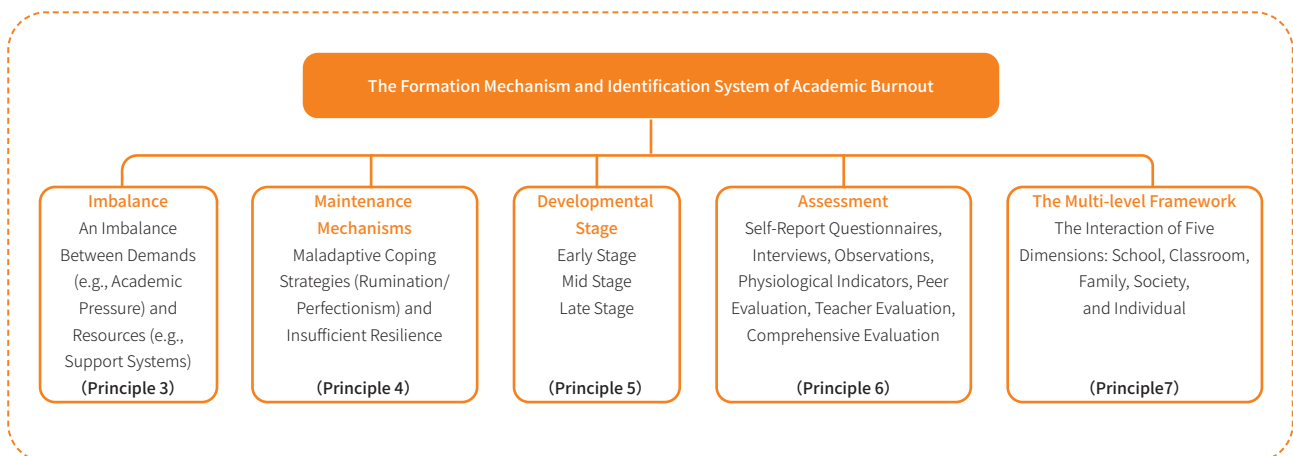 The Formation Mechanism and Identification System of Academic Burnout
Imbalance
An Imbalance
Between Demands
(e.g., Academic
Pressure) and
Resources (e.g.,
Support Systems)
(Principle 3)
Maintenance
Mechanisms
Maladaptive Coping
Strategies (Rumination/
Perfectionism) and
Insufficient Resilience
(Principle 4)
Developmental
Stage
Early Stage
Mid Stage
Late Stage
(Principle 5)
Assessment
Self-Report Questionnaires,
Interviews, Observations,
Physiological Indicators, Peer
Evaluation, Teacher Evaluation,
Comprehensive Evaluation
(Principle 6)
The Multi-level Framework
The Interaction of Five
Dimensions: School, Classroom,
Family, Society,
and Individual
(Principle7)